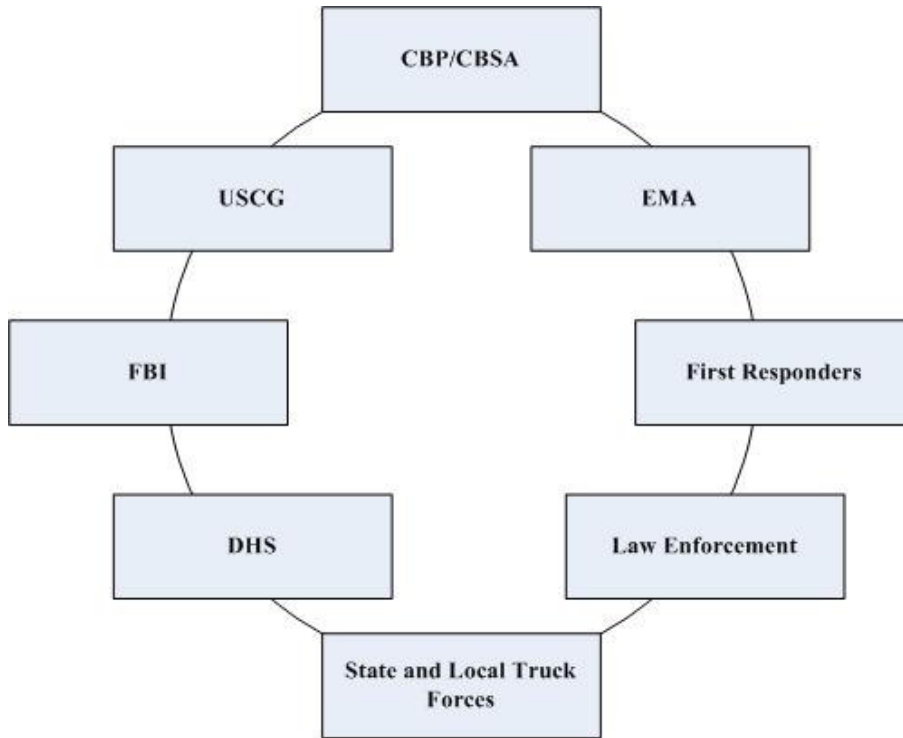 CBP/CBSA
USCG
EMA
FBI
First Responders
DHS
Law Enforcement
State and Local Truck
Forces